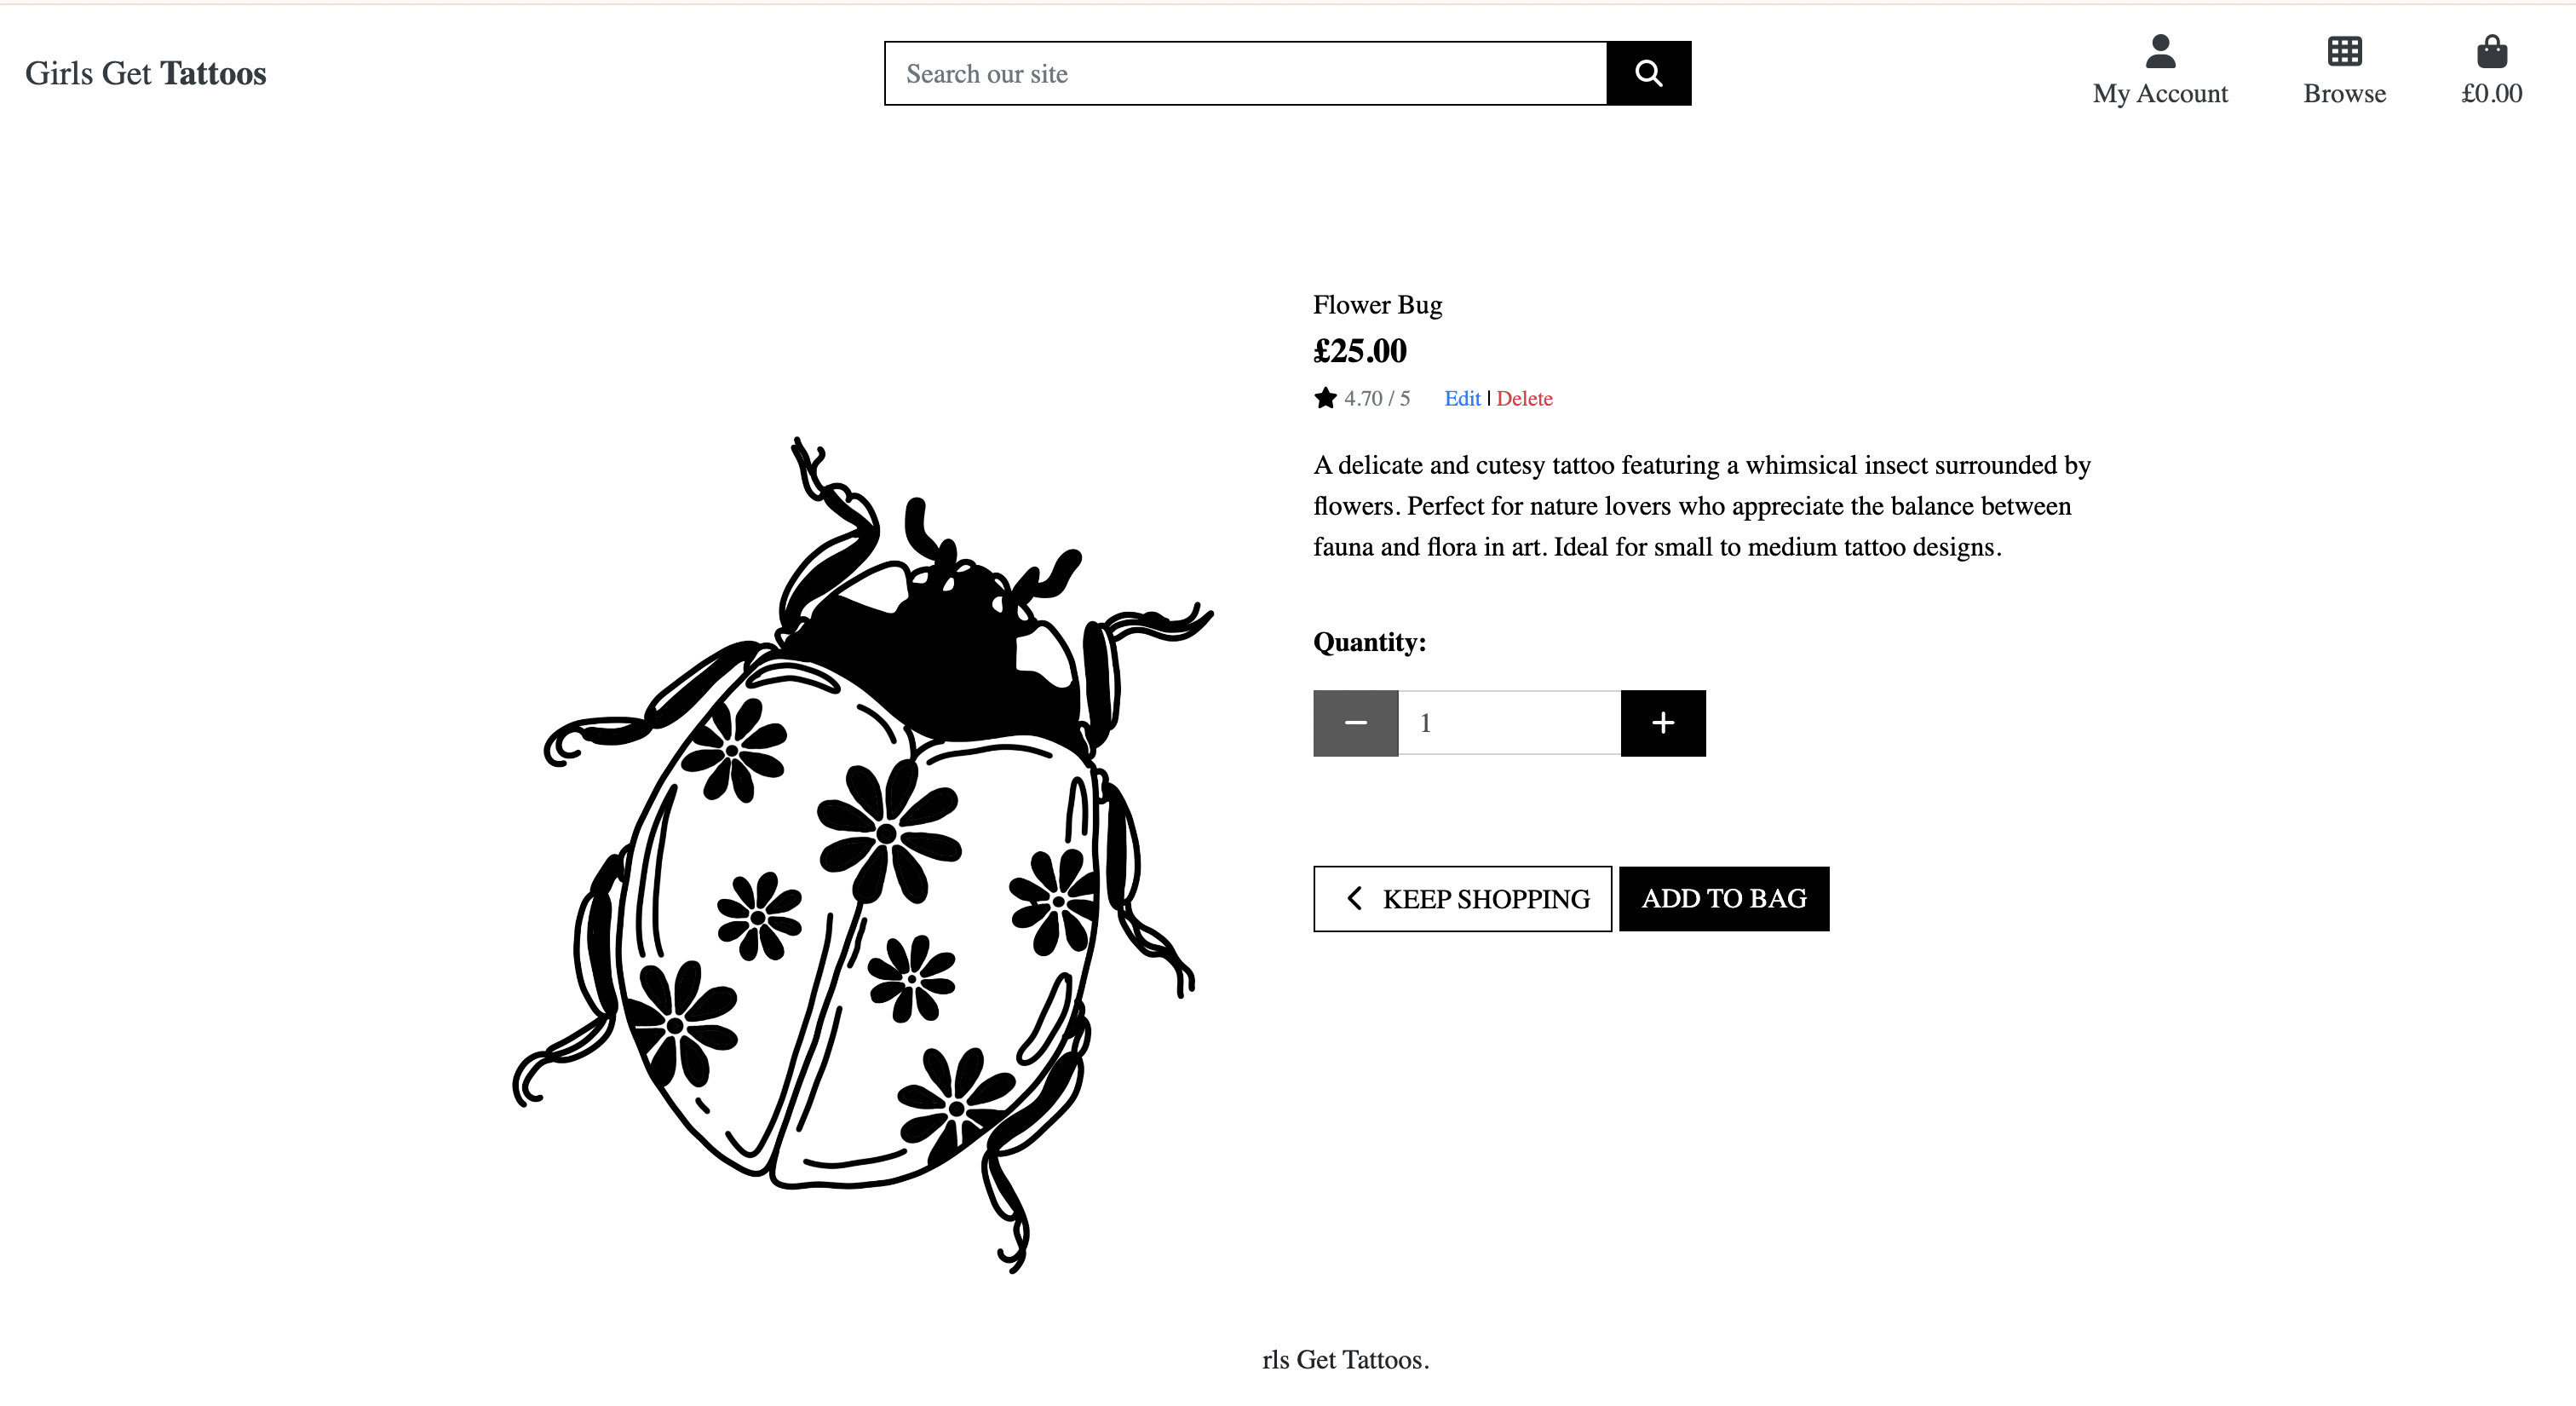 Girls Get Tattoos
Search our site
My Account
Browse
£0.00
Flower Bug
£25.00
4.70 / 5 Edit | Delete
A delicate and cutesy tattoo featuring a whimsical insect surrounded by
flowers. Perfect for nature lovers who appreciate the balance between
fauna and flora in art. Ideal for small to medium tattoo designs.
Quantity:
1
KEEP SHOPPING
ADD TO BAG
rls Get Tattoos.